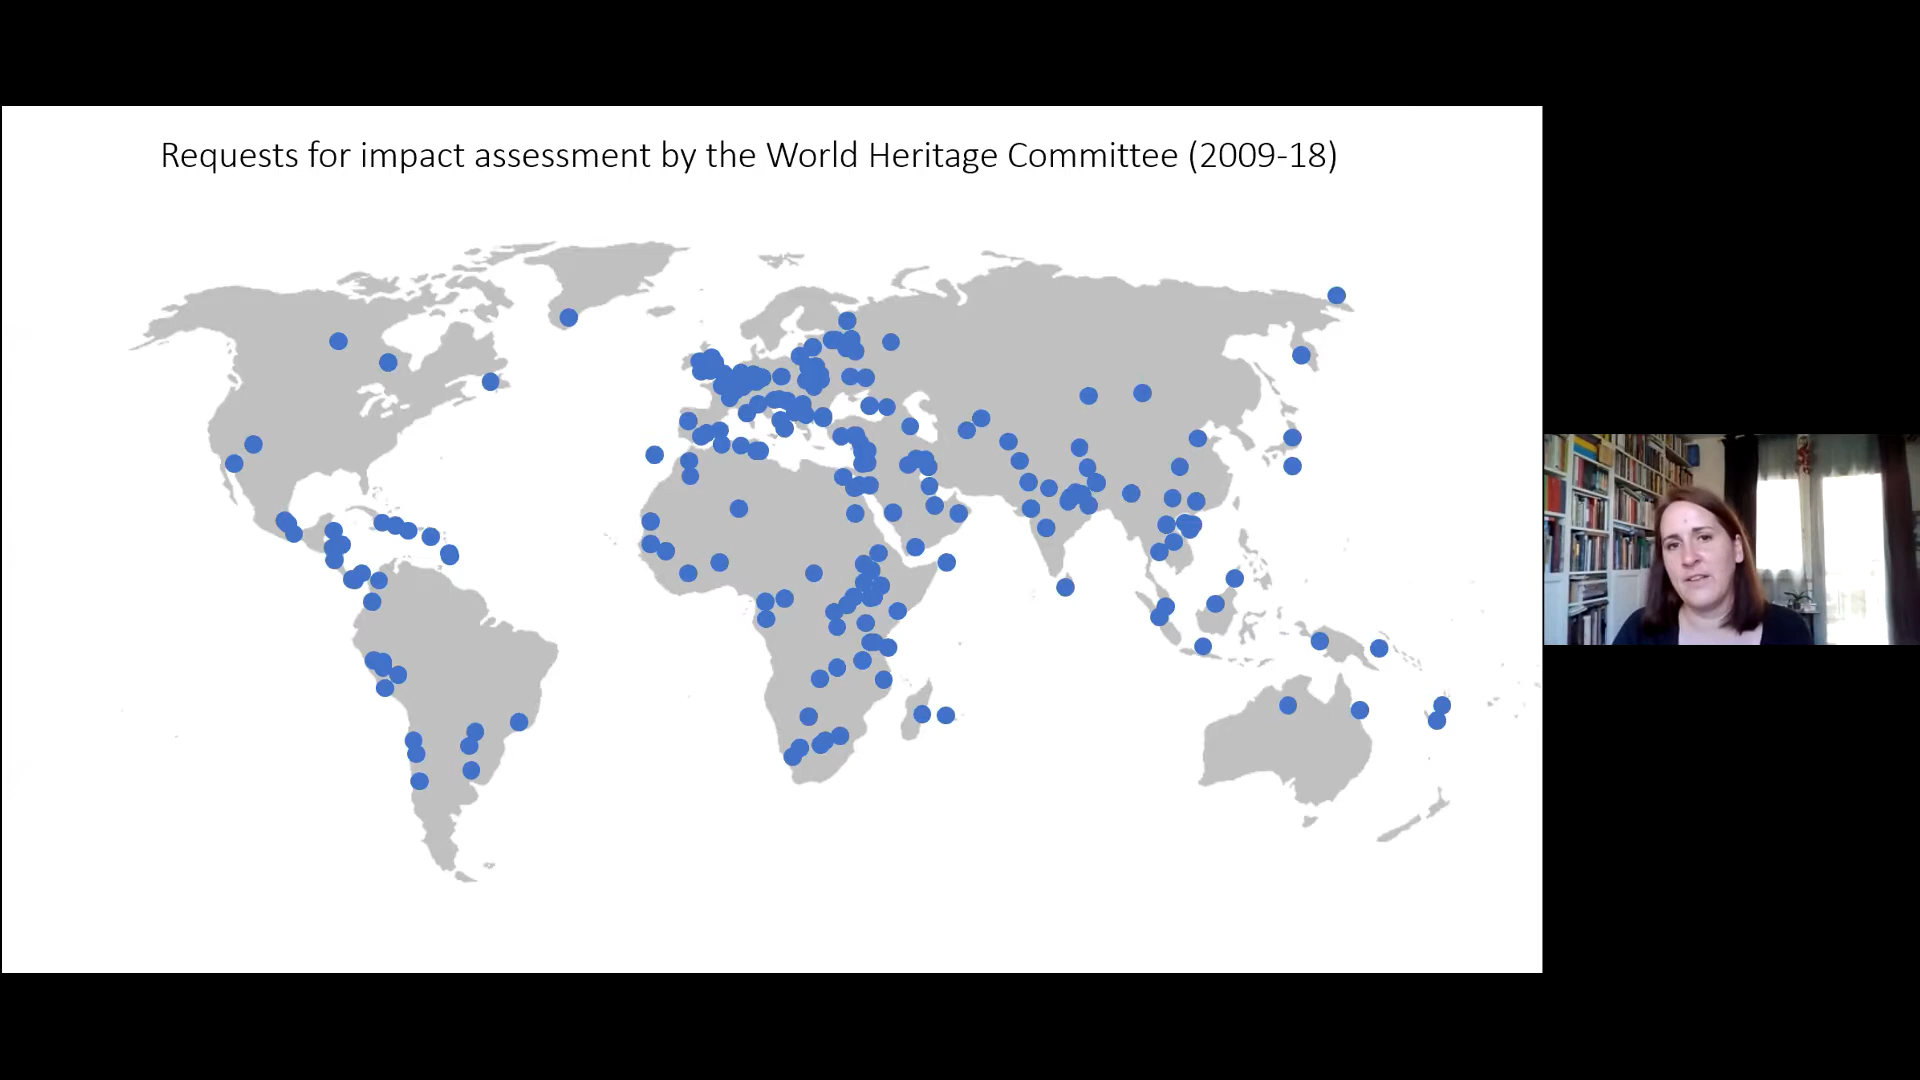 Requests for impact assessment by the World Heritage Committee (2009-18)